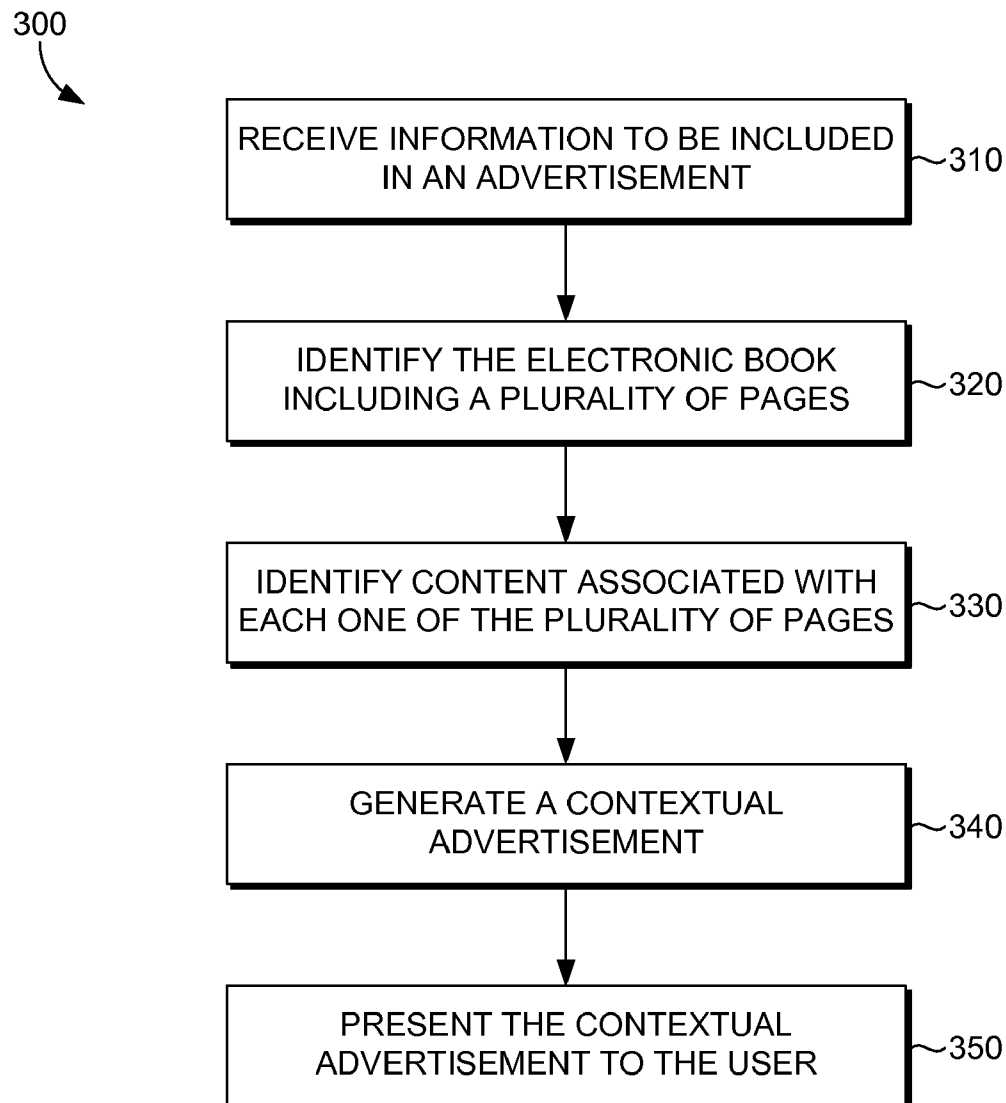 300
RECEIVE INFORMATION TO BE INCLUDED
IN AN ADVERTISEMENT
310
IDENTIFY THE ELECTRONIC BOOK
INCLUDING A PLURALITY OF PAGES
320
IDENTIFY CONTENT ASSOCIATED WITH
EACH ONE OF THE PLURALITY OF PAGES
330
GENERATE A CONTEXTUAL
ADVERTISEMENT
340
PRESENT THE CONTEXTUAL
ADVERTISEMENT TO THE USER
350